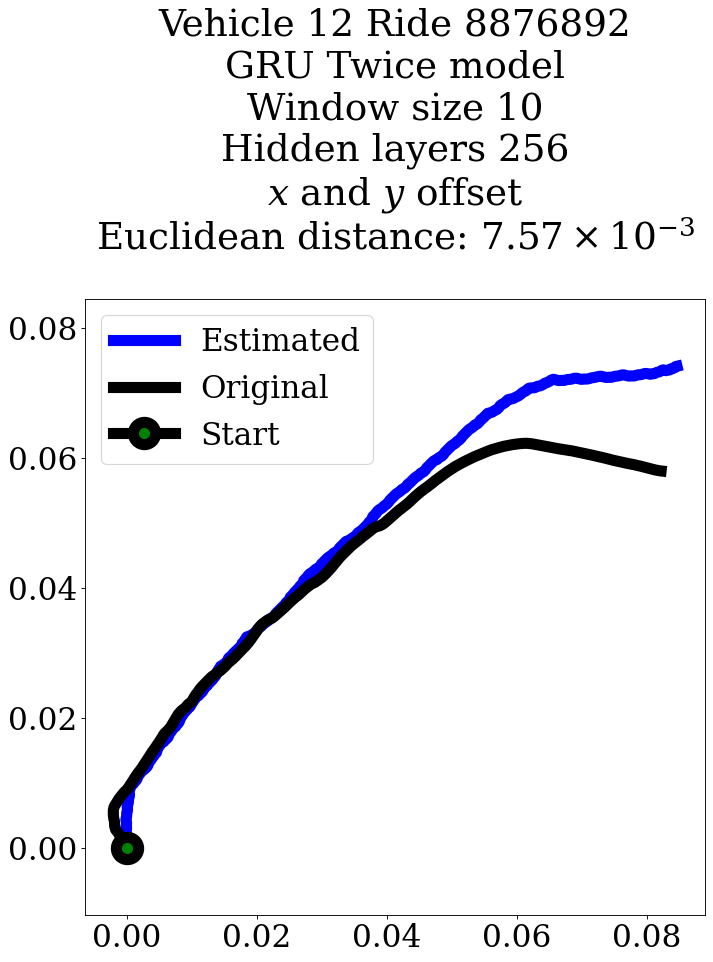 Vehicle 12 Ride 8876892
GRU Twice model
Window size 10
Hidden layers 256
x and y offset
Euclidean distance: 7.57 × 10⁻³
Estimated
Original
Start
0.08
0.06
0.04
0.02
0.00
0.00 0.02 0.04 0.06 0.08